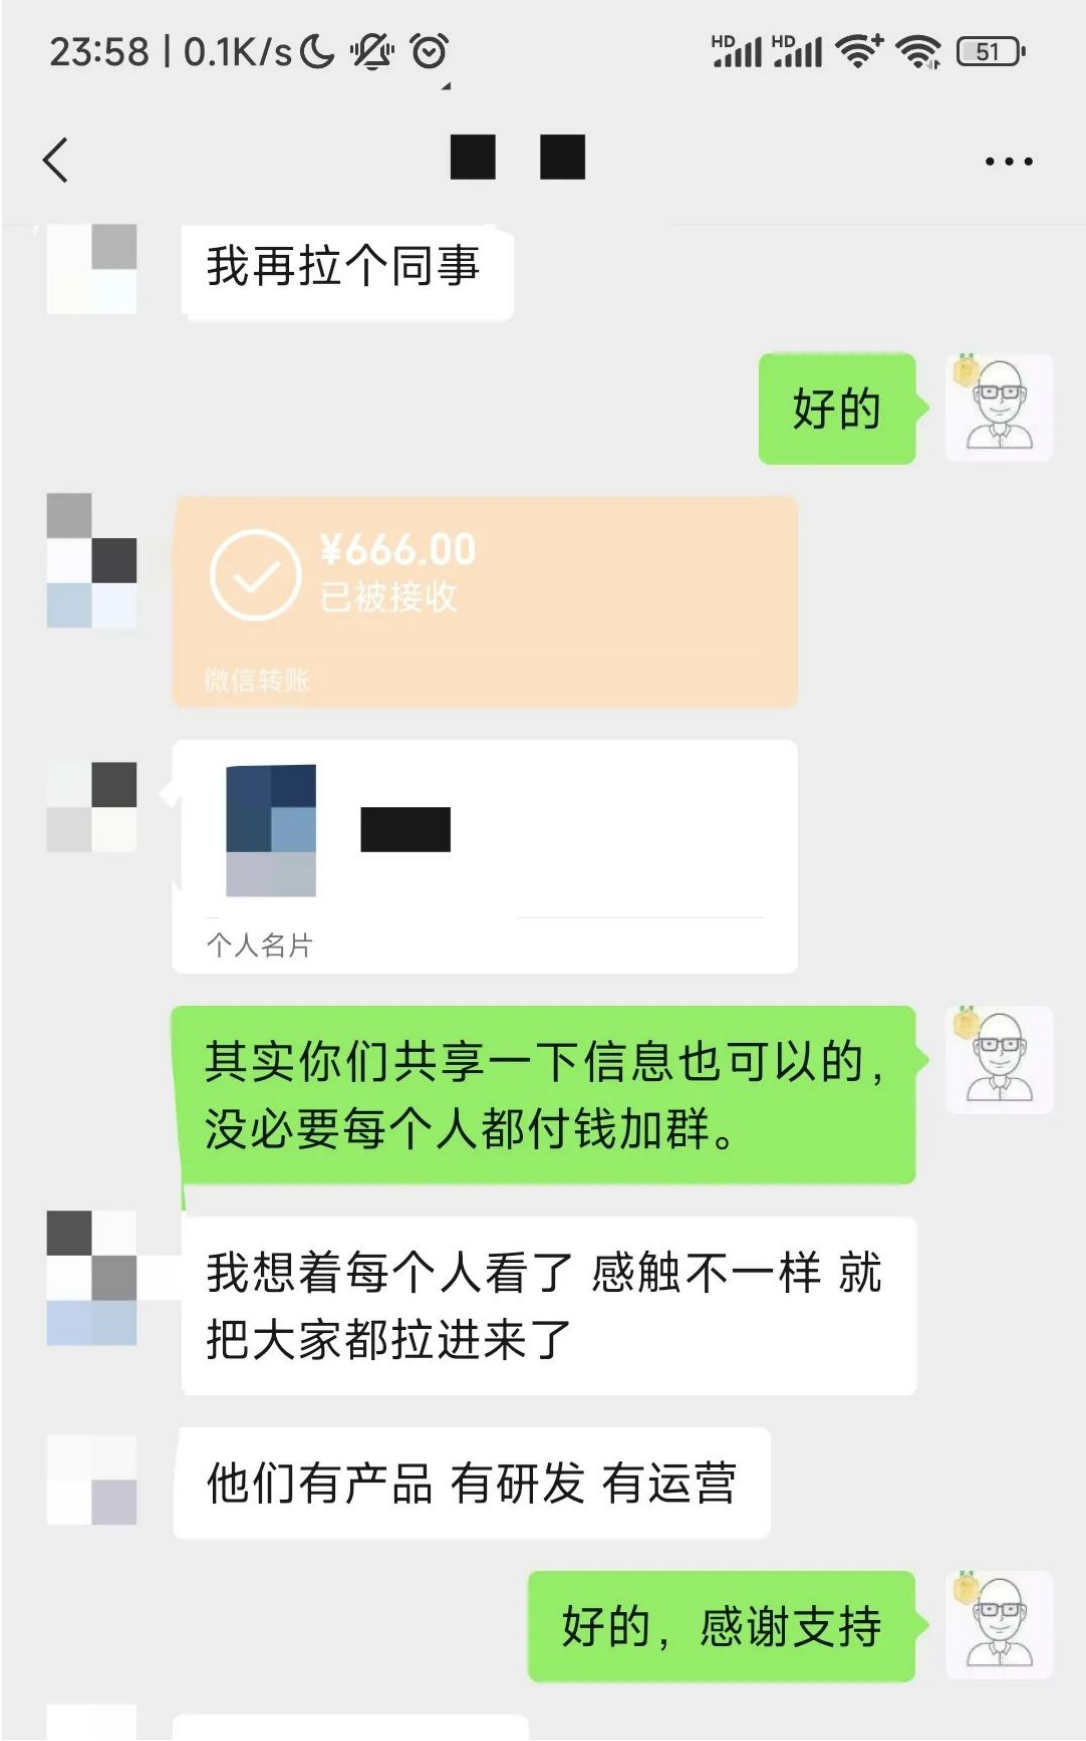 23:58 | 0.1K/s
HD HD 51
我再拉个同事
好的
¥666.00
已被接收
微信转账
个人名片
其实你们共享一下信息也可以的，
没必要每个人都付钱加群。
我想着每个人看了 感触不一样 就
把大家都拉进来了
他们有产品 有研发 有运营
好的，感谢支持